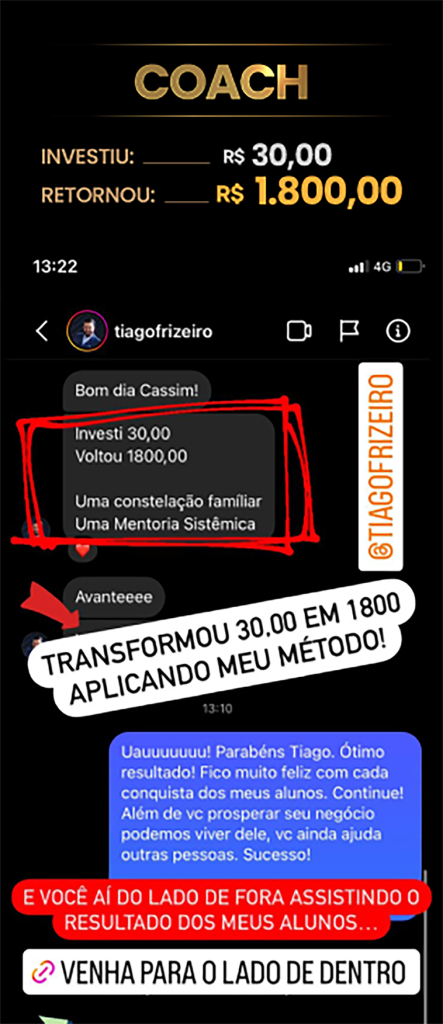 COACH
INVESTIU: R$ 30,00
RETORNOU: R$ 1.800,00
13:22 4G
tiagofrizeiro
Bom dia Cassim!
@TIAGOFRIZEIRO
Investi 30,00
Voltou 1800,00
Uma constelação famíliar
Uma Mentoria Sistêmica
Avanteeee
TRANSFORMOU 30,00 EM 1800
APLICANDO MEU MÉTODO!
13:10
Uauuuuuuu! Parabéns Tiago. Ótimo
resultado! Fico muito feliz com cada
conquista dos meus alunos. Continue!
Além de vc prosperar seu negócio
podemos viver dele, vc ainda ajuda
outras pessoas. Sucesso!
E VOCÊ AÍ DO LADO DE FORA ASSISTINDO O
RESULTADO DOS MEUS ALUNOS...
VENHA PARA O LADO DE DENTRO